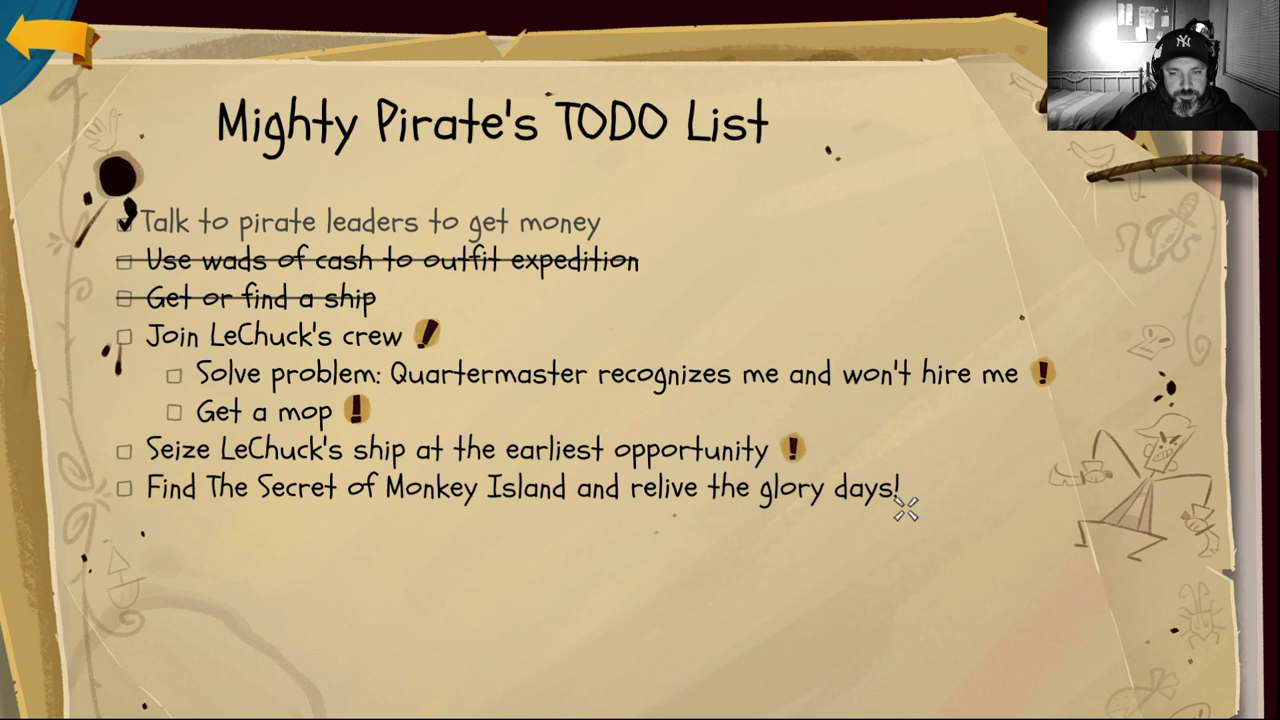 Mighty Pirate's TODO List
Talk to pirate leaders to get money
Use wads of cash to outfit expedition
Get or find a ship
Join LeChuck's crew !
Solve problem: Quartermaster recognizes me and won't hire me !
Get a mop !
Seize LeChuck's ship at the earliest opportunity !
Find The Secret of Monkey Island and relive the glory days!